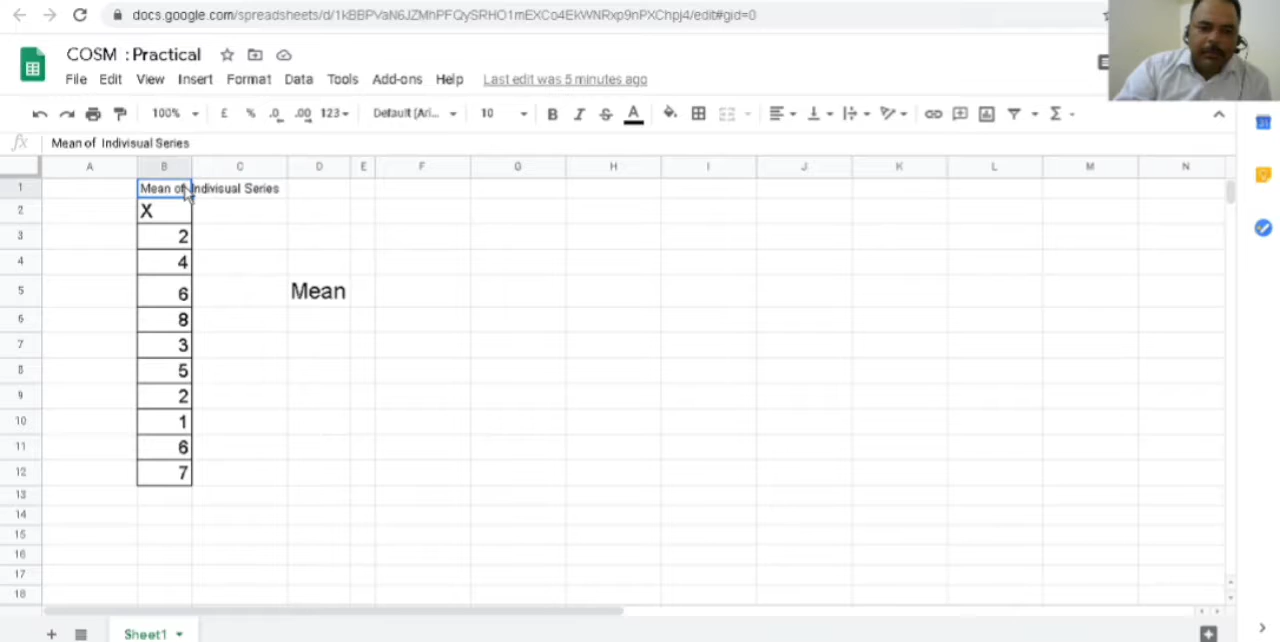 docs.google.com/spreadsheets/d/1kBBPVaN6JZMhPFQySRHO1mEXCo4EkWNRxp9nPXChpj4/edit#gid=0
COSM : Practical
File Edit View Insert Format Data Tools Add-ons Help Last edit was 5 minutes ago
100% £ % .0 .00 123 Default (Ari... 10 B I S A Σ
fx Mean of Indivisual Series
A B C D E F G H I J K L M N
1 Mean of Indivisual Series
2 X
3 2
4 4
5 6 Mean
6 8
7 3
8 5
9 2
10 1
11 6
12 7
13
14
15
16
17
18
+ Sheet1
31